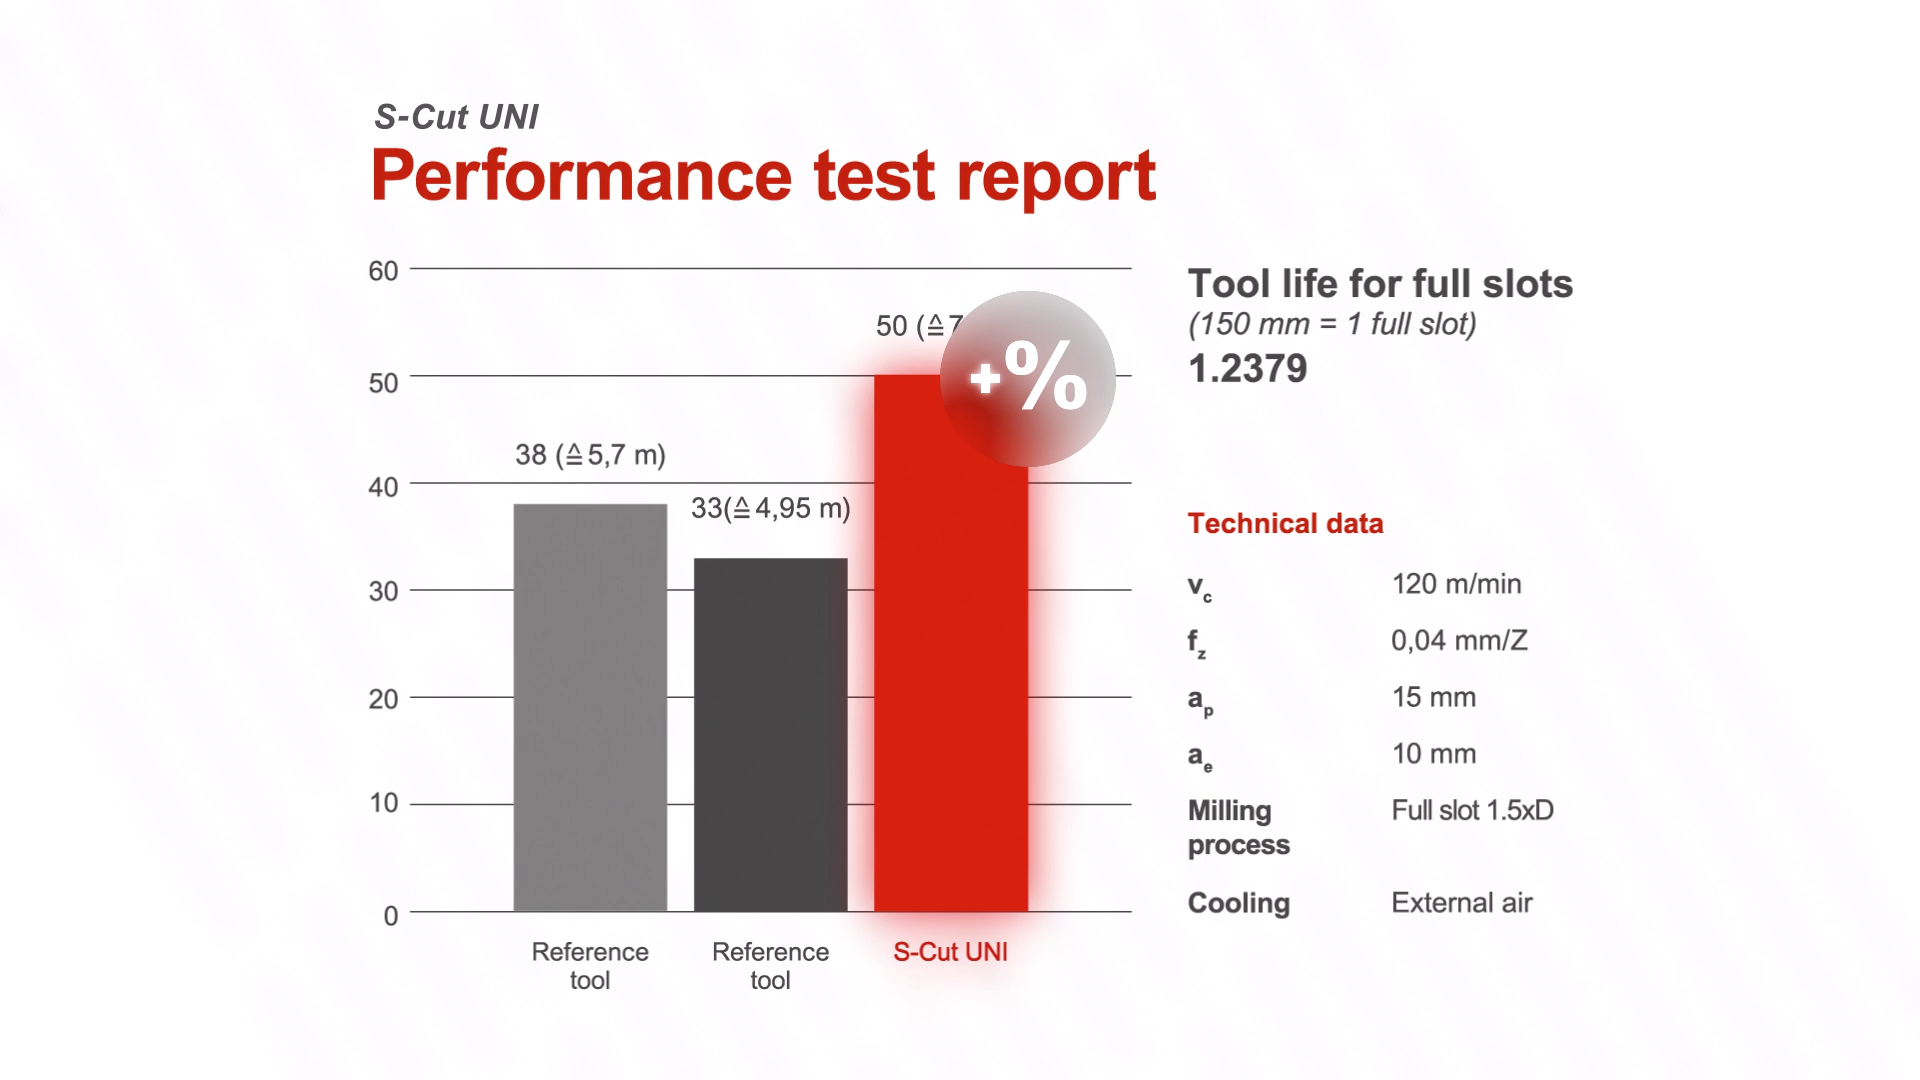 S-Cut UNI
Performance test report
60
50
40
30
20
10
0
38 (≙ 5,7 m)
33(≙ 4,95 m)
50 (≙ 7
+%
Reference
tool
Reference
tool
S-Cut UNI
Tool life for full slots
(150 mm = 1 full slot)
1.2379
Technical data
vc 120 m/min
fz 0,04 mm/Z
ap 15 mm
ae 10 mm
Milling Full slot 1.5xD
process
Cooling External air